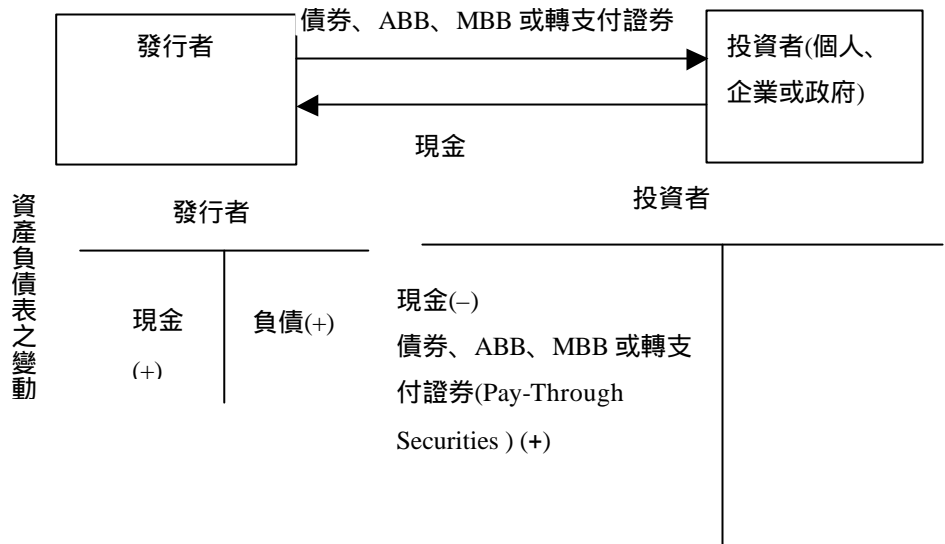 債券、ABB、MBB 或轉支付證券
發行者
投資者(個人、
企業或政府)
現金
資產負債表之變動
發行者
投資者
現金
(+)
負債(+)
現金(–)
債券、ABB、MBB 或轉支
付證券(Pay-Through
Securities ) (+)